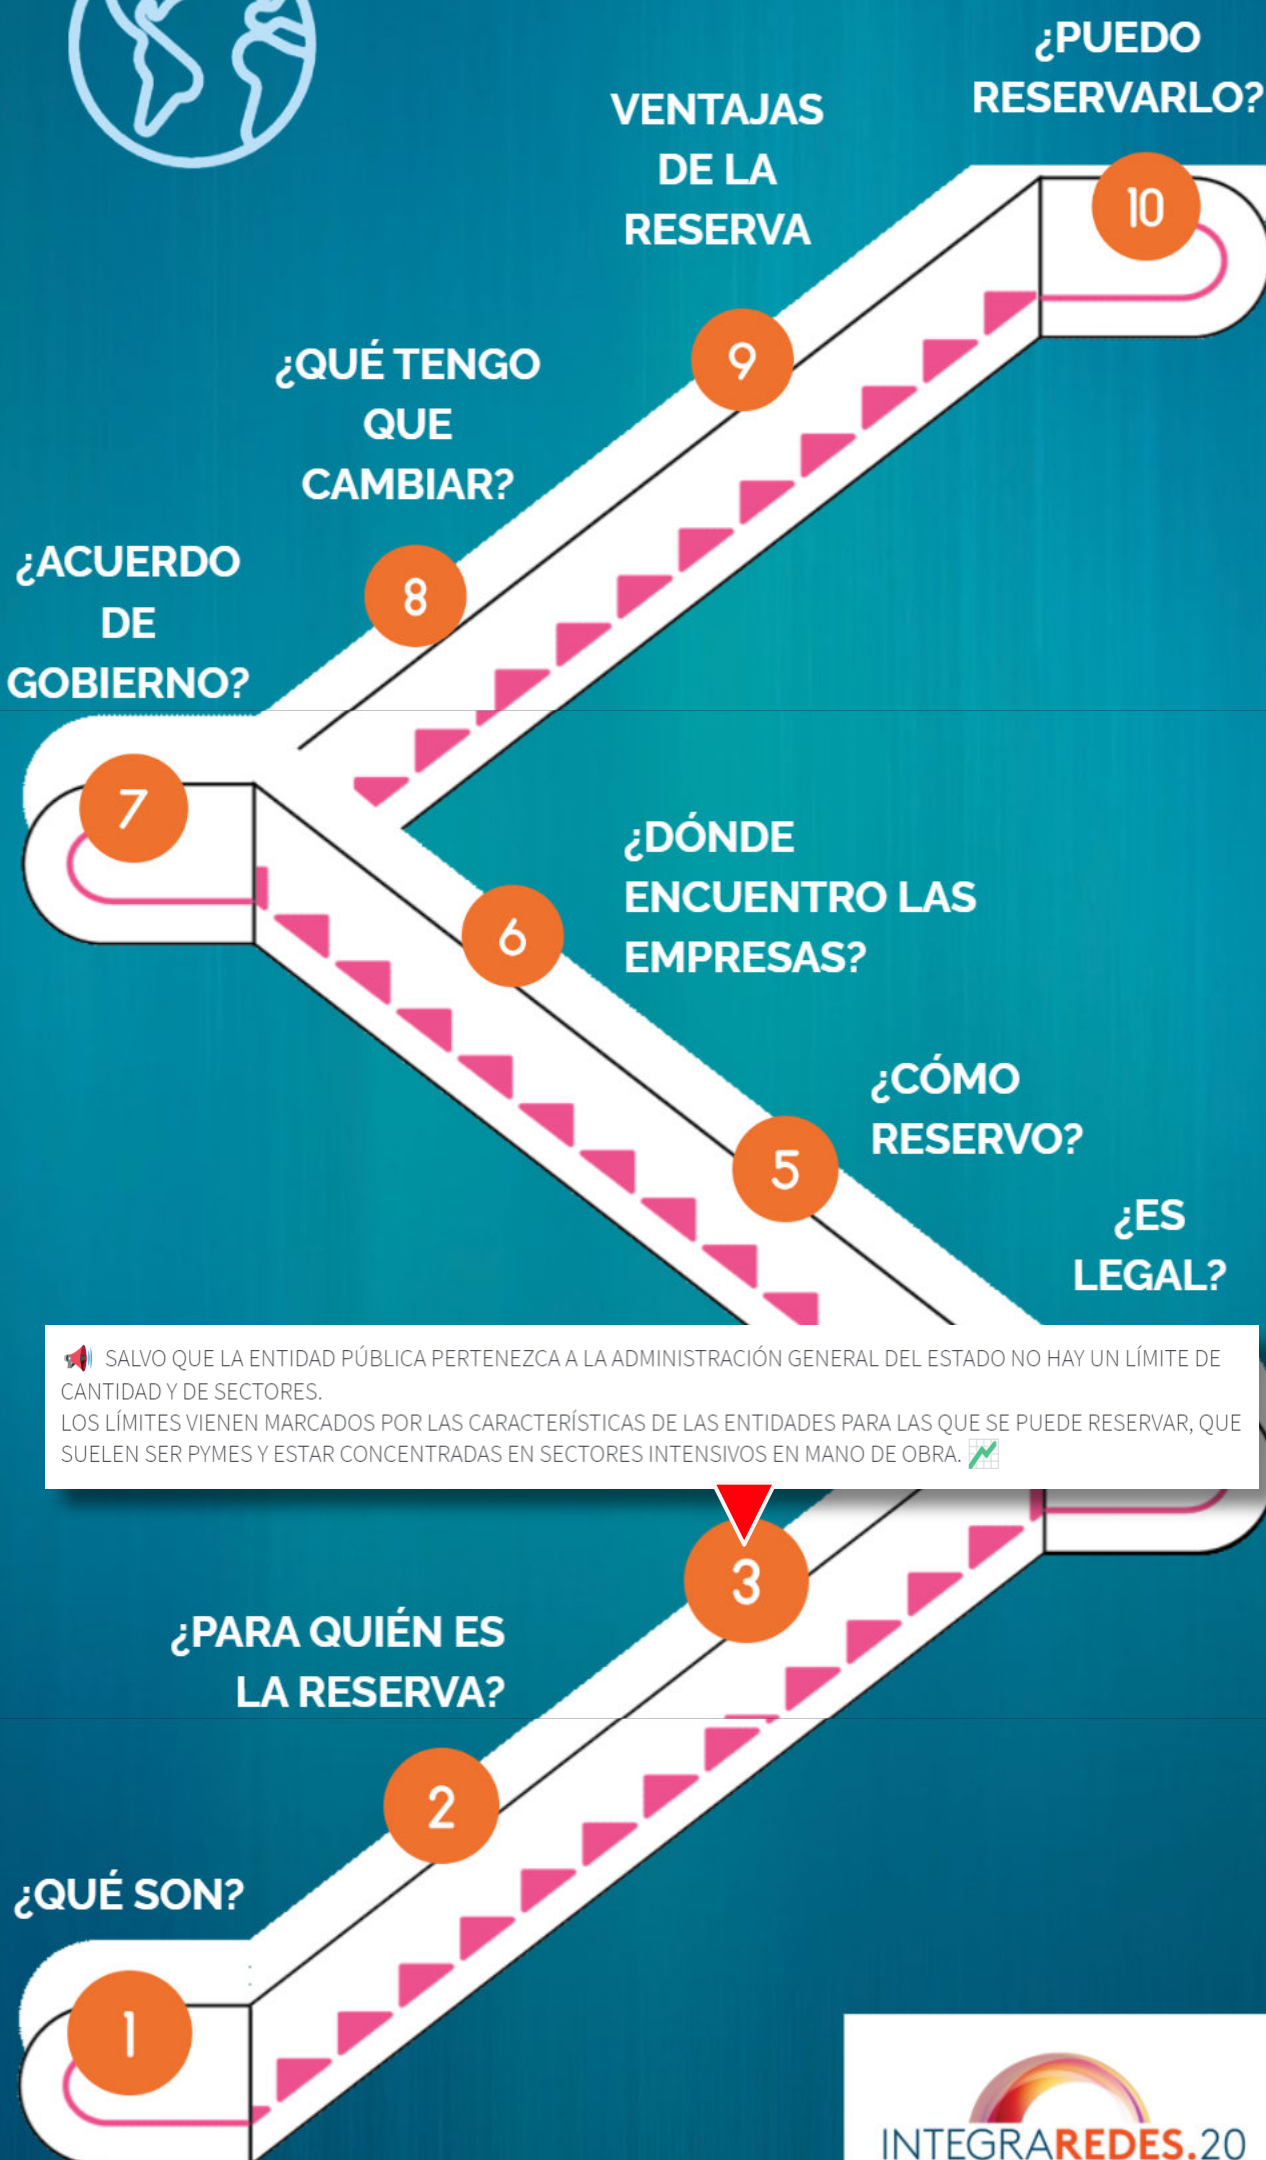 ¿PUEDO
RESERVARLO?
10
VENTAJAS
DE LA
RESERVA
9
¿QUÉ TENGO
QUE
CAMBIAR?
8
¿ACUERDO
DE
GOBIERNO?
7
¿DÓNDE
ENCUENTRO LAS
EMPRESAS?
6
¿CÓMO
RESERVO?
5
¿ES
LEGAL?
SALVO QUE LA ENTIDAD PÚBLICA PERTENEZCA A LA ADMINISTRACIÓN GENERAL DEL ESTADO NO HAY UN LÍMITE DE
CANTIDAD Y DE SECTORES.
LOS LÍMITES VIENEN MARCADOS POR LAS CARACTERÍSTICAS DE LAS ENTIDADES PARA LAS QUE SE PUEDE RESERVAR, QUE
SUELEN SER PYMES Y ESTAR CONCENTRADAS EN SECTORES INTENSIVOS EN MANO DE OBRA.
3
¿PARA QUIÉN ES
LA RESERVA?
2
¿QUÉ SON?
1
INTEGRAREDES.20